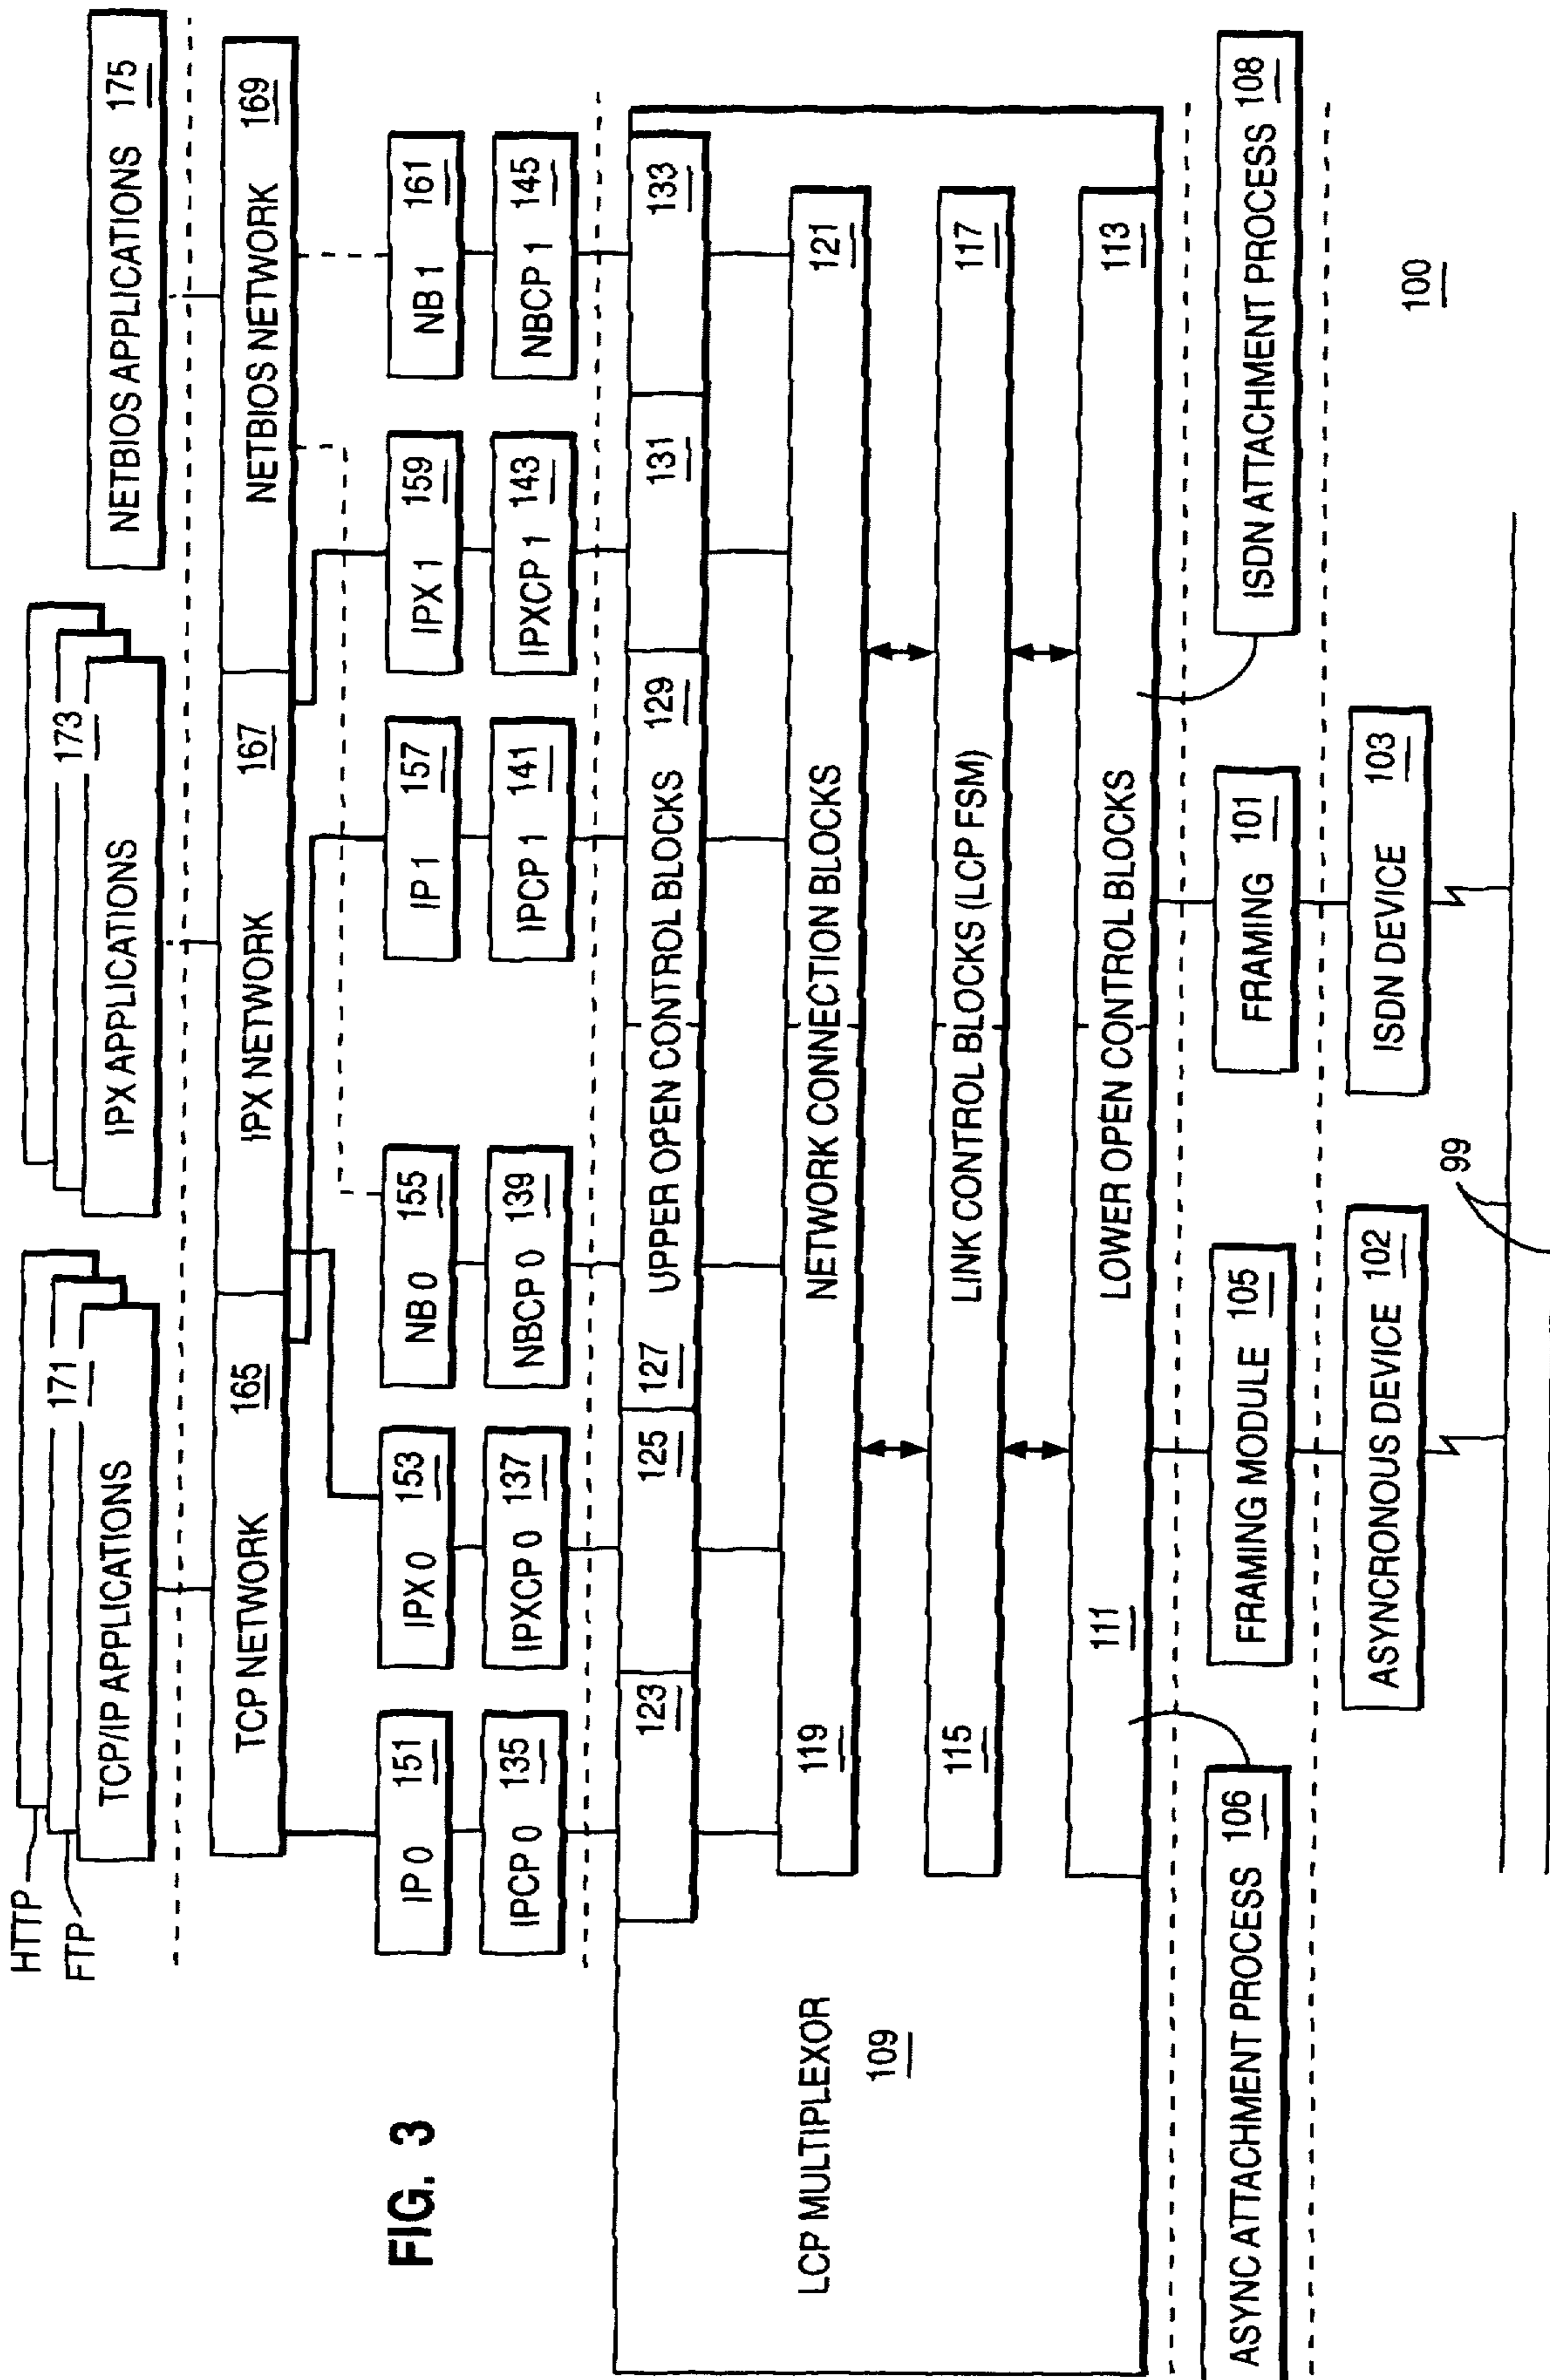 FIG. 3
HTTP
FTP
171
TCP/IP APPLICATIONS
173
IPX APPLICATIONS
NETBIOS APPLICATIONS 175
TCP NETWORK 165
IPX NETWORK 167
NETBIOS NETWORK 169
IP 0 151
IPX 0 153
NB 0 155
IP 1 157
IPX 1 159
NB 1 161
IPCP 0 135
IPXCP 0 137
NBCP 0 139
IPCP 1 141
IPXCP 1 143
NBCP 1 145
123
125
127
UPPER OPEN CONTROL BLOCKS
129
131
133
LCP MULTIPLEXOR
109
119
NETWORK CONNECTION BLOCKS
121
115
LINK CONTROL BLOCKS (LCP FSM)
117
111
LOWER OPEN CONTROL BLOCKS
113
ASYNC ATTACHMENT PROCESS 106
FRAMING MODULE 105
FRAMING 101
ISDN ATTACHMENT PROCESS 108
ASYNCRONOUS DEVICE 102
ISDN DEVICE 103
99
100